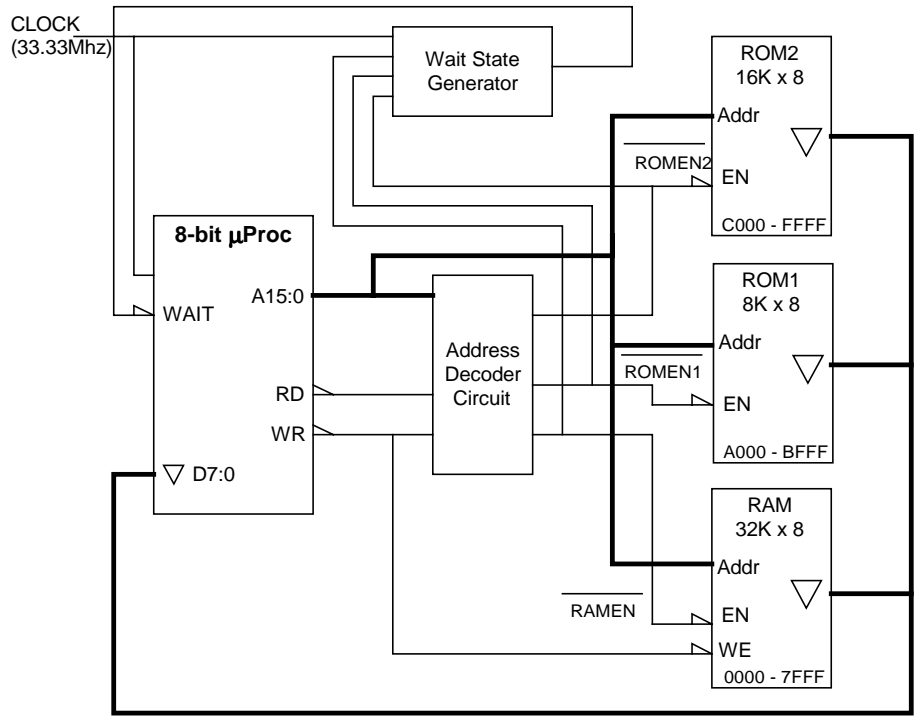 CLOCK
(33.33Mhz)
Wait State
Generator
ROM2
16K x 8
Addr
ROMEN2
EN
C000 - FFFF
8-bit µProc
A15:0
WAIT
RD
WR
D7:0
Address
Decoder
Circuit
ROM1
8K x 8
Addr
ROMEN1
EN
A000 - BFFF
RAM
32K x 8
Addr
RAMEN
EN
WE
0000 - 7FFF